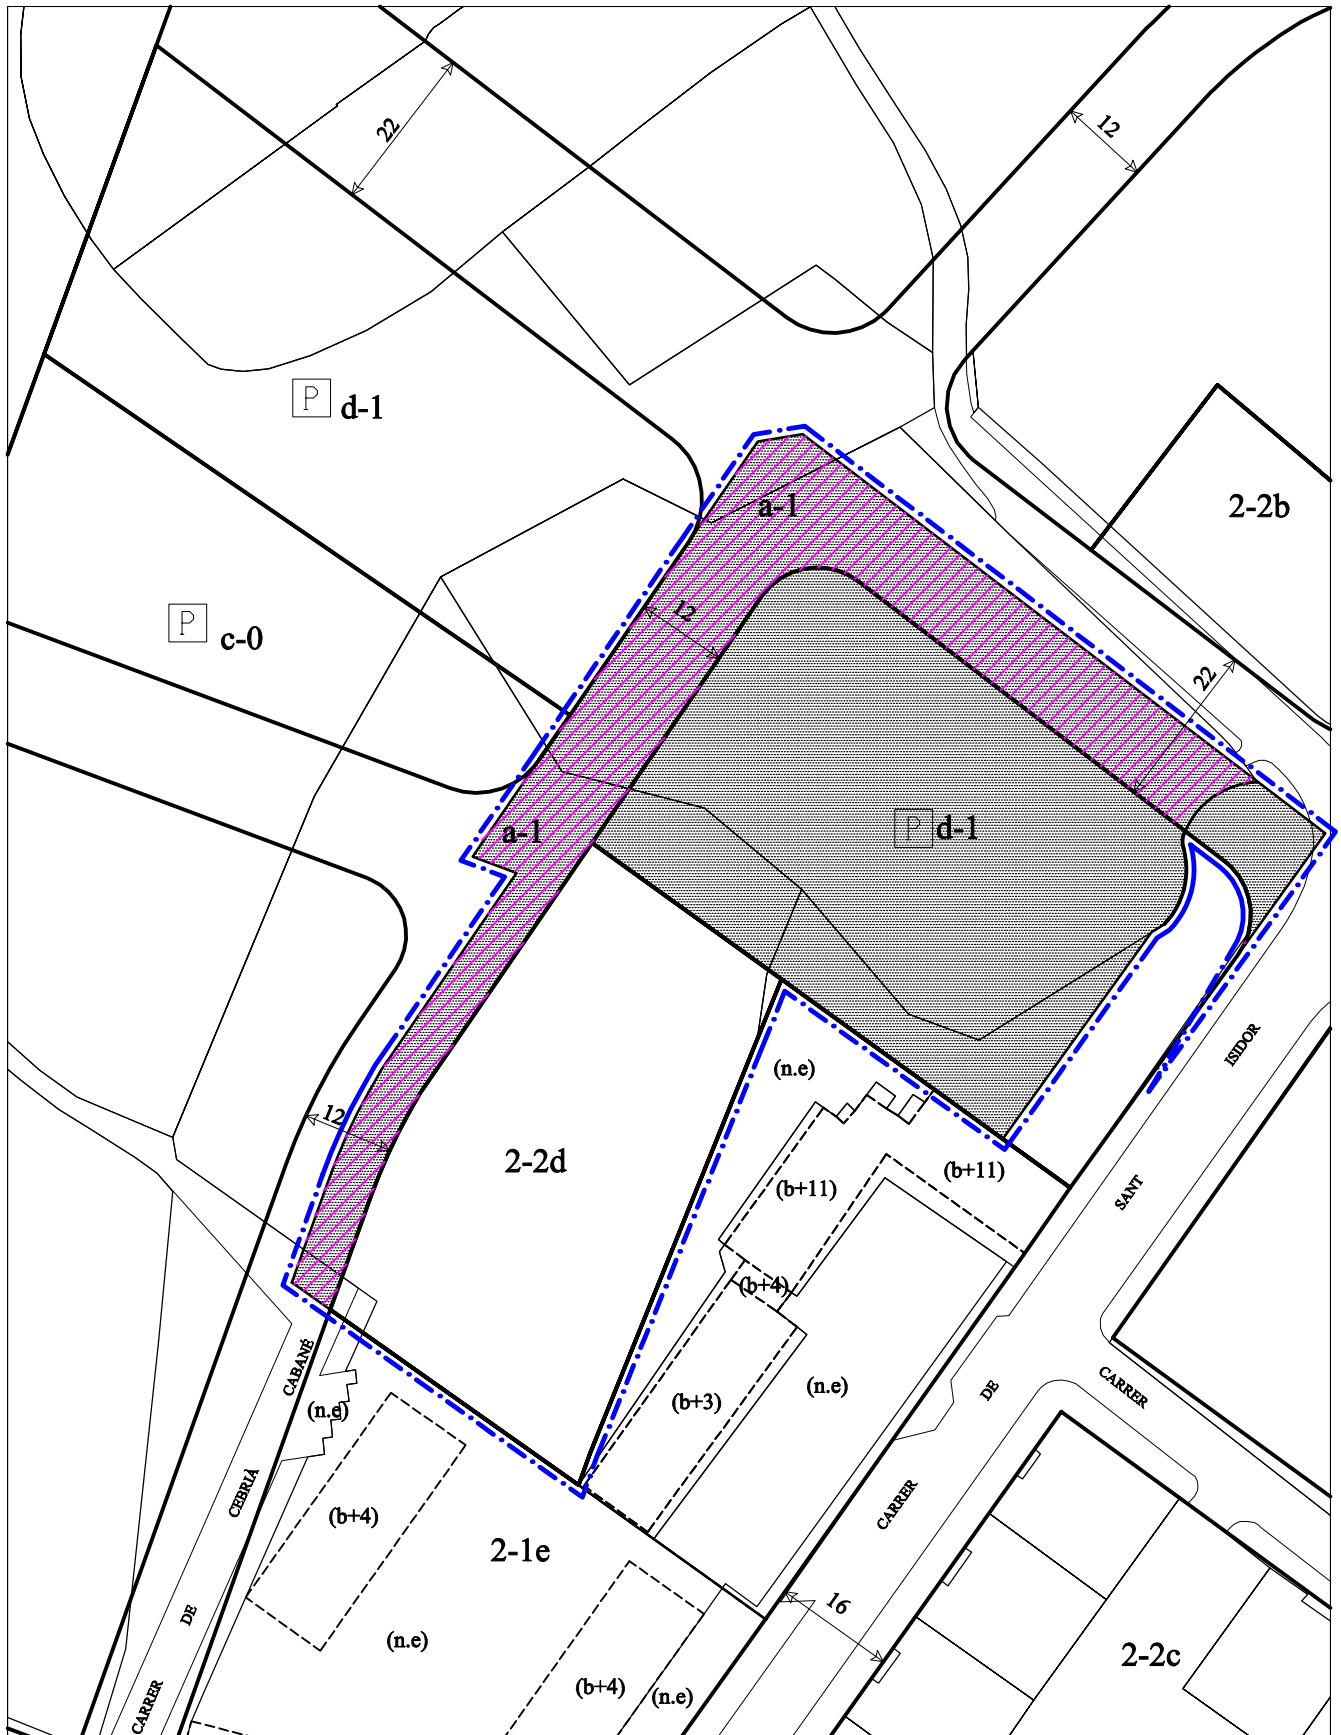 22
12
P d-1
a-1
2-2b
P c-0
12
22
a-1
P d-1
ISIDOR
(n.e)
12
2-2d
(b+11)
(b+11)
SANT
(b+4)
CABANÉ
(n.e)
(b+3)
(n.e)
DE
CARRER
CEBRIÀ
(b+4)
CARRER
2-1e
DE
16
(n.e)
2-2c
(b+4)
(n.e)
CARRER